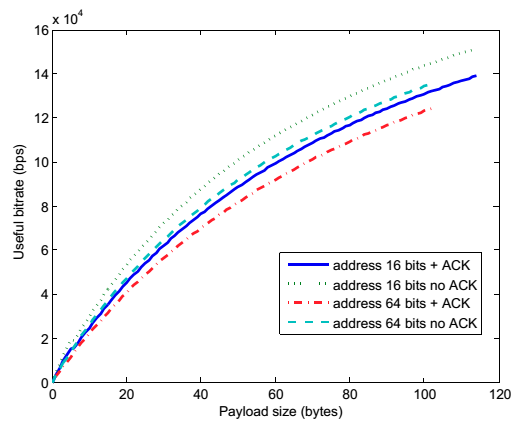 x 10⁴
16
14
12
10
8
6
4
2
0
Useful bitrate (bps)
address 16 bits + ACK
address 16 bits no ACK
address 64 bits + ACK
address 64 bits no ACK
0 20 40 60 80 100 120
Payload size (bytes)